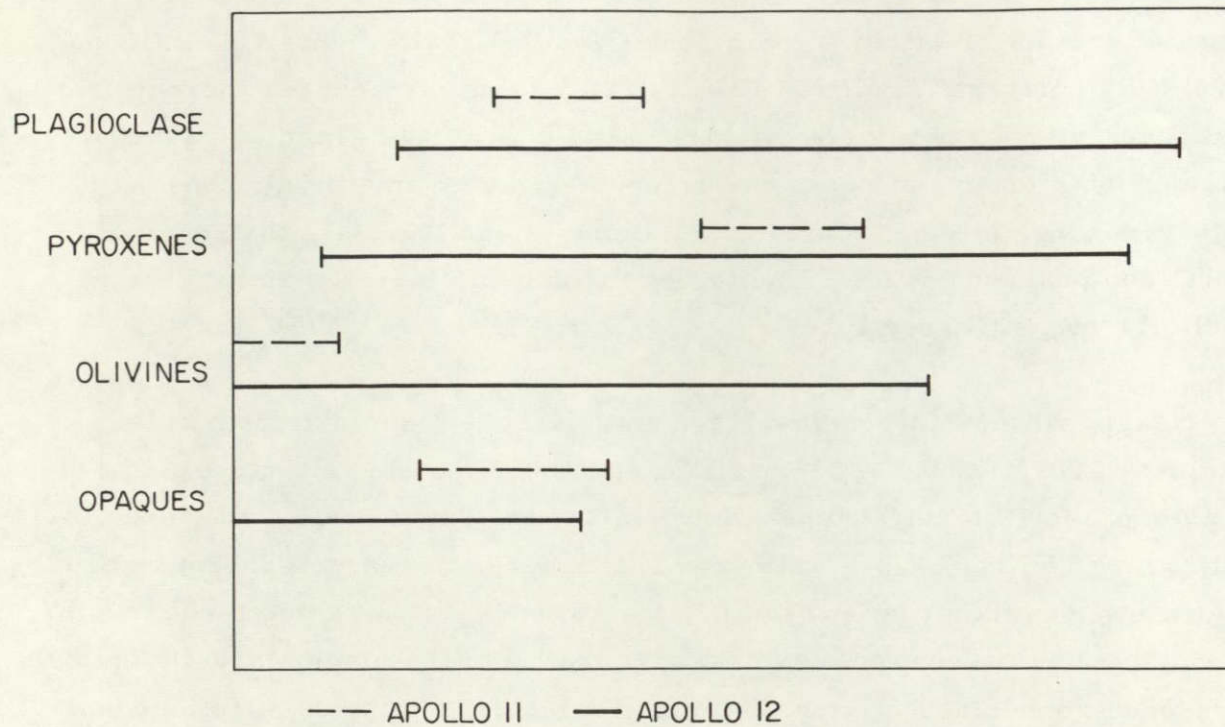 PLAGIOCLASE
PYROXENES
OLIVINES
OPAQUES
APOLLO 11 APOLLO 12